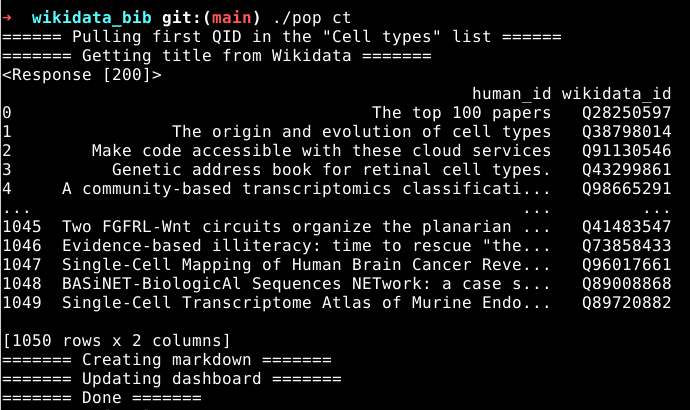 → wikidata_bib git:(main) ./pop ct
====== Pulling first QID in the "Cell types" list ======
======= Getting title from Wikidata =======
<Response [200]>
human_id wikidata_id
0 The top 100 papers Q28250597
1 The origin and evolution of cell types Q38798014
2 Make code accessible with these cloud services Q91130546
3 Genetic address book for retinal cell types. Q43299861
4 A community-based transcriptomics classificati... Q98665291
... ... ...
1045 Two FGFRL-Wnt circuits organize the planarian ... Q41483547
1046 Evidence-based illiteracy: time to rescue "the... Q73858433
1047 Single-Cell Mapping of Human Brain Cancer Reve... Q96017661
1048 BASiNET-BiologicAl Sequences NETwork: a case s... Q89008868
1049 Single-Cell Transcriptome Atlas of Murine Endo... Q89720882
[1050 rows x 2 columns]
======= Creating markdown =======
======= Updating dashboard =======
======= Done =======